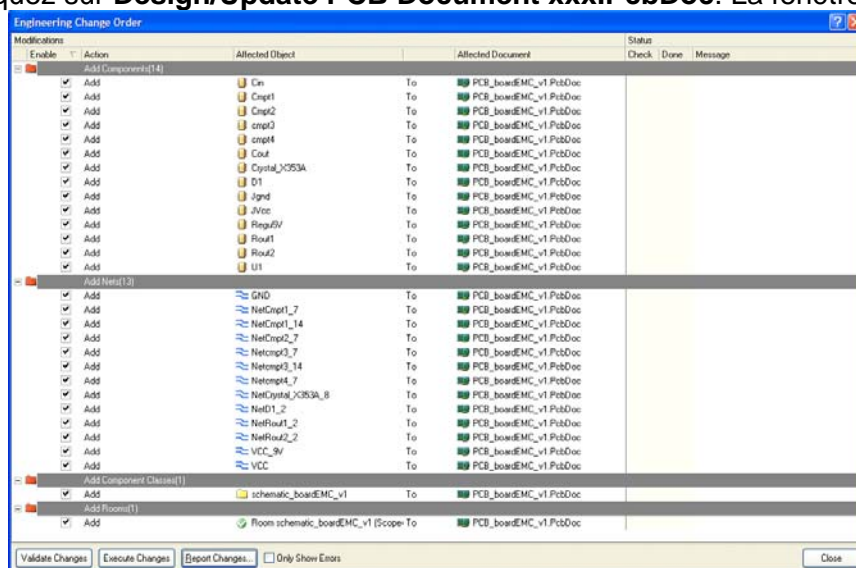 quez sur Design/Update PCB Document xxx.PcbDoc. La fenêtre
Engineering Change Order
Modifications Status
Enable Action Affected Object Affected Document Check Done Message
Add Components(14)
Add Cin To PCB_boardEMC_v1.PcbDoc
Add Cmpt1 To PCB_boardEMC_v1.PcbDoc
Add Cmpt2 To PCB_boardEMC_v1.PcbDoc
Add cmpt3 To PCB_boardEMC_v1.PcbDoc
Add cmpt4 To PCB_boardEMC_v1.PcbDoc
Add Cout To PCB_boardEMC_v1.PcbDoc
Add Crystal_X353A To PCB_boardEMC_v1.PcbDoc
Add D1 To PCB_boardEMC_v1.PcbDoc
Add Jgnd To PCB_boardEMC_v1.PcbDoc
Add JVcc To PCB_boardEMC_v1.PcbDoc
Add Regul5V To PCB_boardEMC_v1.PcbDoc
Add Rout1 To PCB_boardEMC_v1.PcbDoc
Add Rout2 To PCB_boardEMC_v1.PcbDoc
Add U1 To PCB_boardEMC_v1.PcbDoc
Add Nets(13)
Add GND To PCB_boardEMC_v1.PcbDoc
Add NetCmpt1_7 To PCB_boardEMC_v1.PcbDoc
Add NetCmpt1_14 To PCB_boardEMC_v1.PcbDoc
Add NetCmpt2_7 To PCB_boardEMC_v1.PcbDoc
Add Netcmpt3_7 To PCB_boardEMC_v1.PcbDoc
Add Netcmpt3_14 To PCB_boardEMC_v1.PcbDoc
Add Netcmpt4_7 To PCB_boardEMC_v1.PcbDoc
Add NetCrystal_X353A_8 To PCB_boardEMC_v1.PcbDoc
Add NetD1_2 To PCB_boardEMC_v1.PcbDoc
Add NetRout1_2 To PCB_boardEMC_v1.PcbDoc
Add NetRout2_2 To PCB_boardEMC_v1.PcbDoc
Add VCC_9V To PCB_boardEMC_v1.PcbDoc
Add VCC To PCB_boardEMC_v1.PcbDoc
Add Component Classes(1)
Add schematic_boardEMC_v1 To PCB_boardEMC_v1.PcbDoc
Add Rooms(1)
Add Room schematic_boardEMC_v1 (Scope= To PCB_boardEMC_v1.PcbDoc
Validate Changes Execute Changes Report Changes... Only Show Errors Close